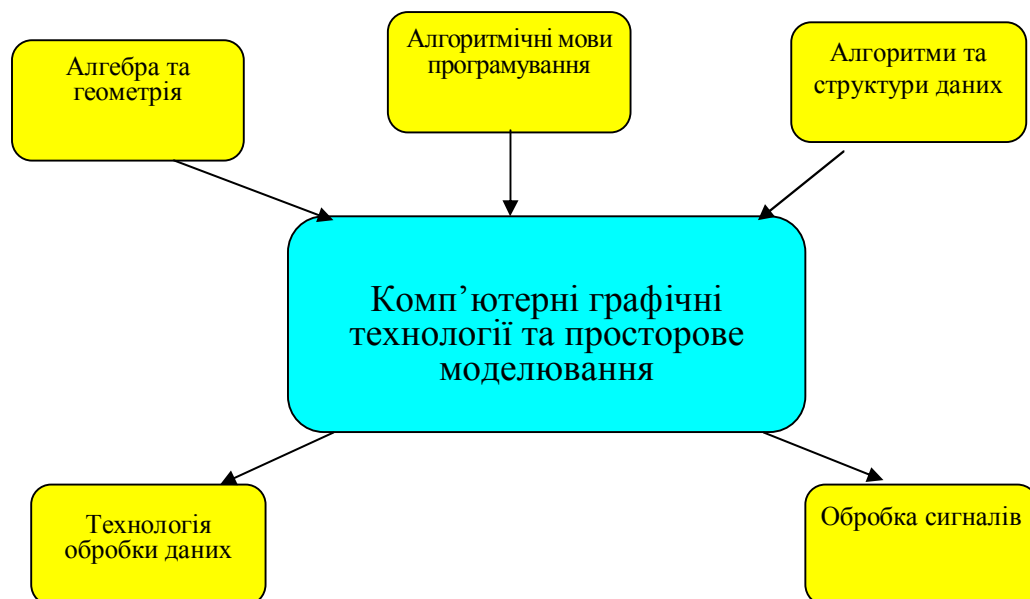 Алгебра та
геометрія
Алгоритмічні мови
програмування
Алгоритми та
структури даних
Комп’ютерні графічні
технології та просторове
моделювання
Технологія
обробки даних
Обробка сигналів